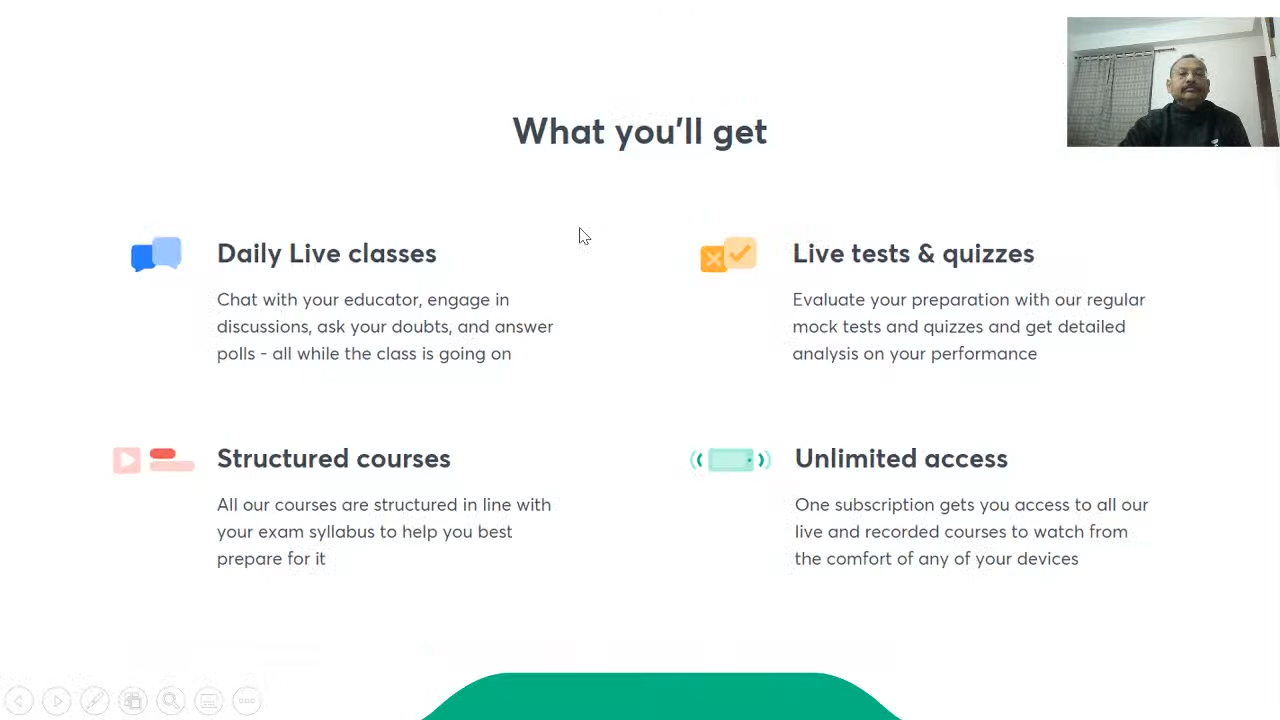 What you'll get
Daily Live classes
Chat with your educator, engage in
discussions, ask your doubts, and answer
polls - all while the class is going on
Live tests & quizzes
Evaluate your preparation with our regular
mock tests and quizzes and get detailed
analysis on your performance
Structured courses
All our courses are structured in line with
your exam syllabus to help you best
prepare for it
Unlimited access
One subscription gets you access to all our
live and recorded courses to watch from
the comfort of any of your devices